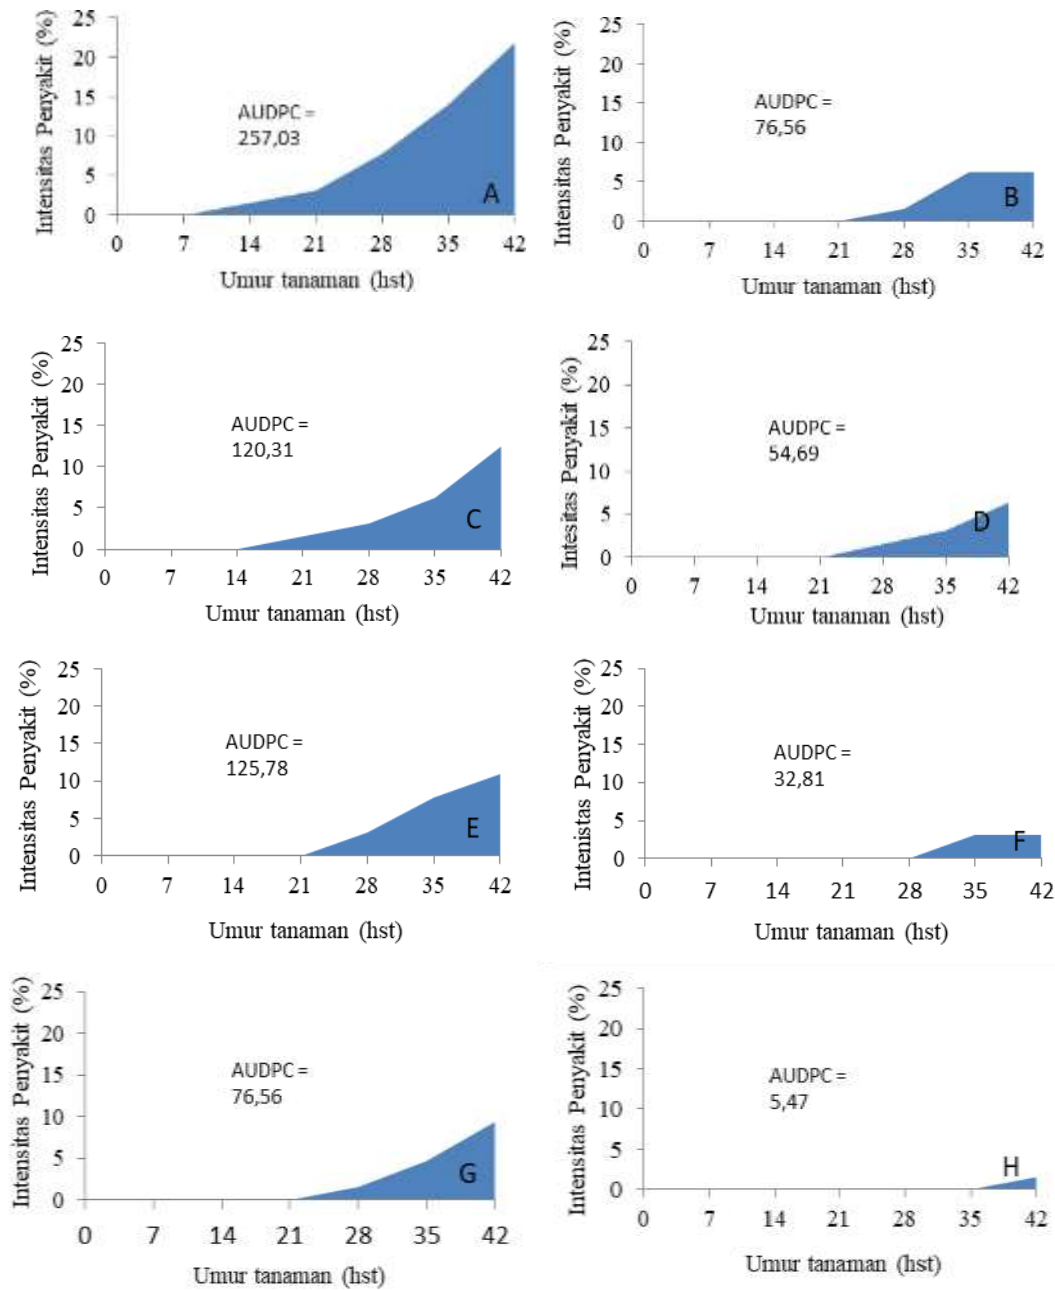 Intensitas Penyakit (%)
25
20
15
10
5
0
AUDPC =
257,03
A
0 7 14 21 28 35 42
Umur tanaman (hst)
Intensitas Penyakit (%)
25
20
15
10
5
0
AUDPC =
76,56
B
0 7 14 21 28 35 42
Umur tanaman (hst)
Intensitas Penyakit (%)
25
20
15
10
5
0
AUDPC =
120,31
C
0 7 14 21 28 35 42
Umur tanaman (hst)
Intesitas Penyakit (%)
25
20
15
10
5
0
AUDPC =
54,69
D
0 7 14 21 28 35 42
Umur tanaman (hst)
Intensitas Penyakit (%)
25
20
15
10
5
0
AUDPC =
125,78
E
0 7 14 21 28 35 42
Umur tanaman (hst)
Intenistas Penyakit (%)
25
20
15
10
5
0
AUDPC =
32,81
F
0 7 14 21 28 35 42
Umur tanaman (hst)
Intensitas Penyakit (%)
25
20
15
10
5
0
AUDPC =
76,56
G
0 7 14 21 28 35 42
Umur tanaman (hst)
Intensitas Penyakit (%)
25
20
15
10
5
0
AUDPC =
5,47
H
0 7 14 21 28 35 42
Umur tanaman (hst)